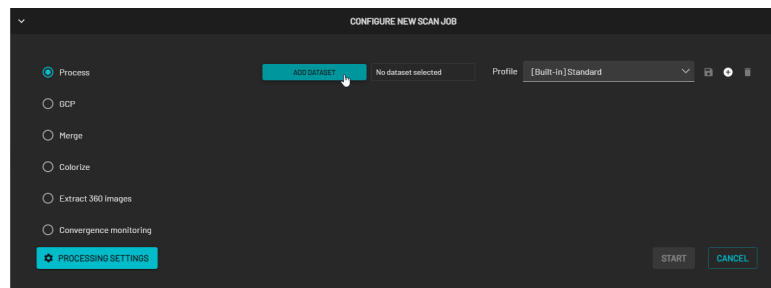 CONFIGURE NEW SCAN JOB
Process
ADD DATASET
No dataset selected
Profile
[Built-in] Standard
GCP
Merge
Colorize
Extract 360 images
Convergence monitoring
PROCESSING SETTINGS
START
CANCEL